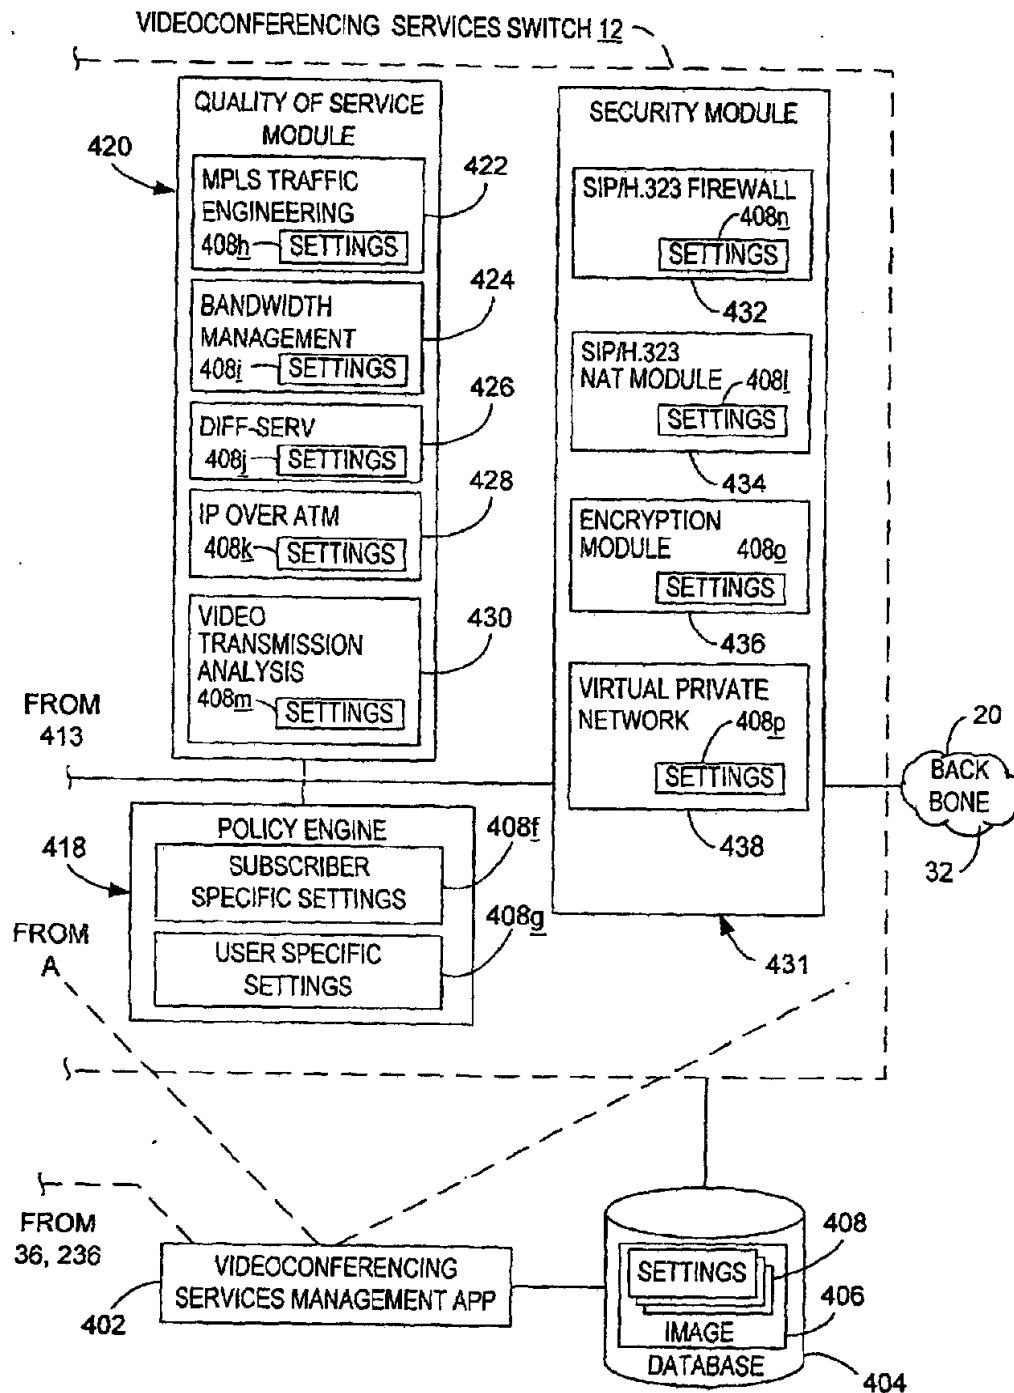 VIDEOCONFERENCING SERVICES SWITCH 12
QUALITY OF SERVICE
MODULE
420
MPLS TRAFFIC
ENGINEERING
408h
SETTINGS
422
BANDWIDTH
MANAGEMENT
408i
SETTINGS
424
DIFF-SERV
408j
SETTINGS
426
IP OVER ATM
408k
SETTINGS
428
VIDEO
TRANSMISSION
ANALYSIS
408m
SETTINGS
430
SECURITY MODULE
SIP/H.323 FIREWALL
408n
SETTINGS
432
SIP/H.323
NAT MODULE
408l
SETTINGS
434
ENCRYPTION
MODULE
408o
SETTINGS
436
VIRTUAL PRIVATE
NETWORK
408p
SETTINGS
438
431
FROM
413
20
BACK
BONE
32
POLICY ENGINE
418
SUBSCRIBER
SPECIFIC SETTINGS
408f
USER SPECIFIC
SETTINGS
408g
FROM
A
FROM
36, 236
VIDEOCONFERENCING
SERVICES MANAGEMENT APP
402
SETTINGS
408
406
IMAGE
DATABASE
404